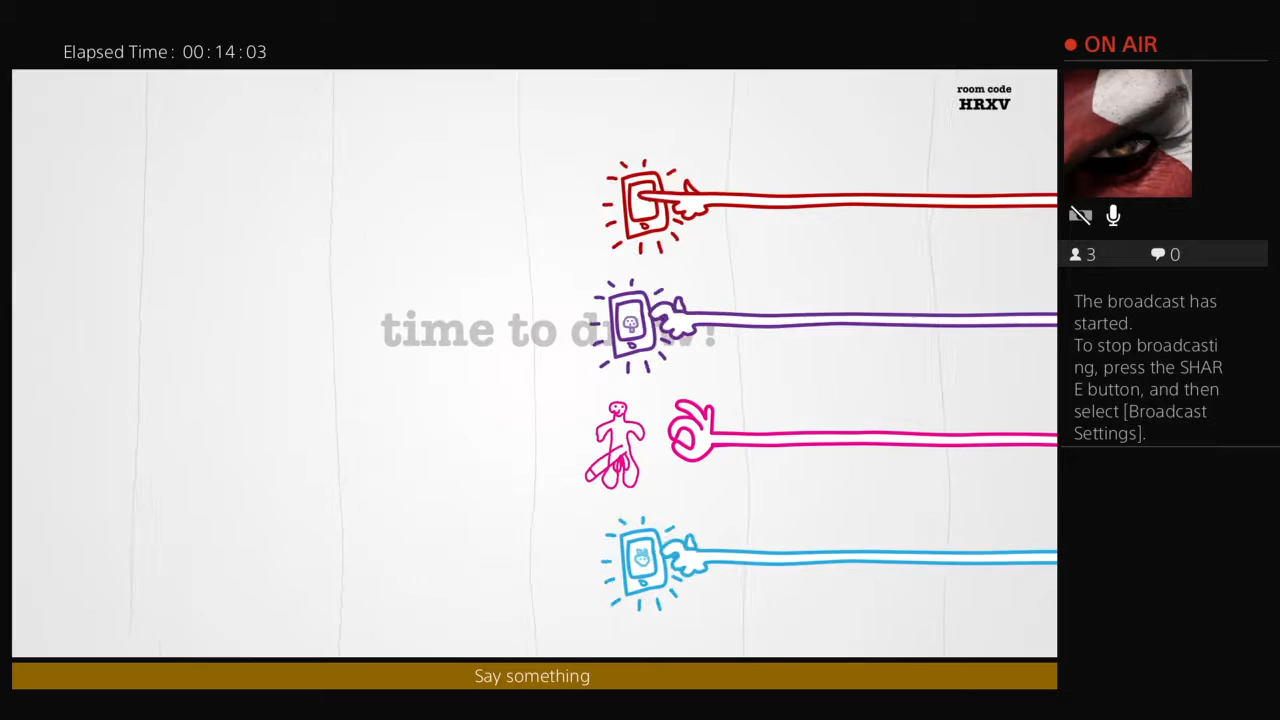 Elapsed Time: 00:14:03
ON AIR
room code
HRXV
3
0
The broadcast has
started.
To stop broadcasti
ng, press the SHAR
E button, and then
select [Broadcast
Settings].
time to draw!
Say something